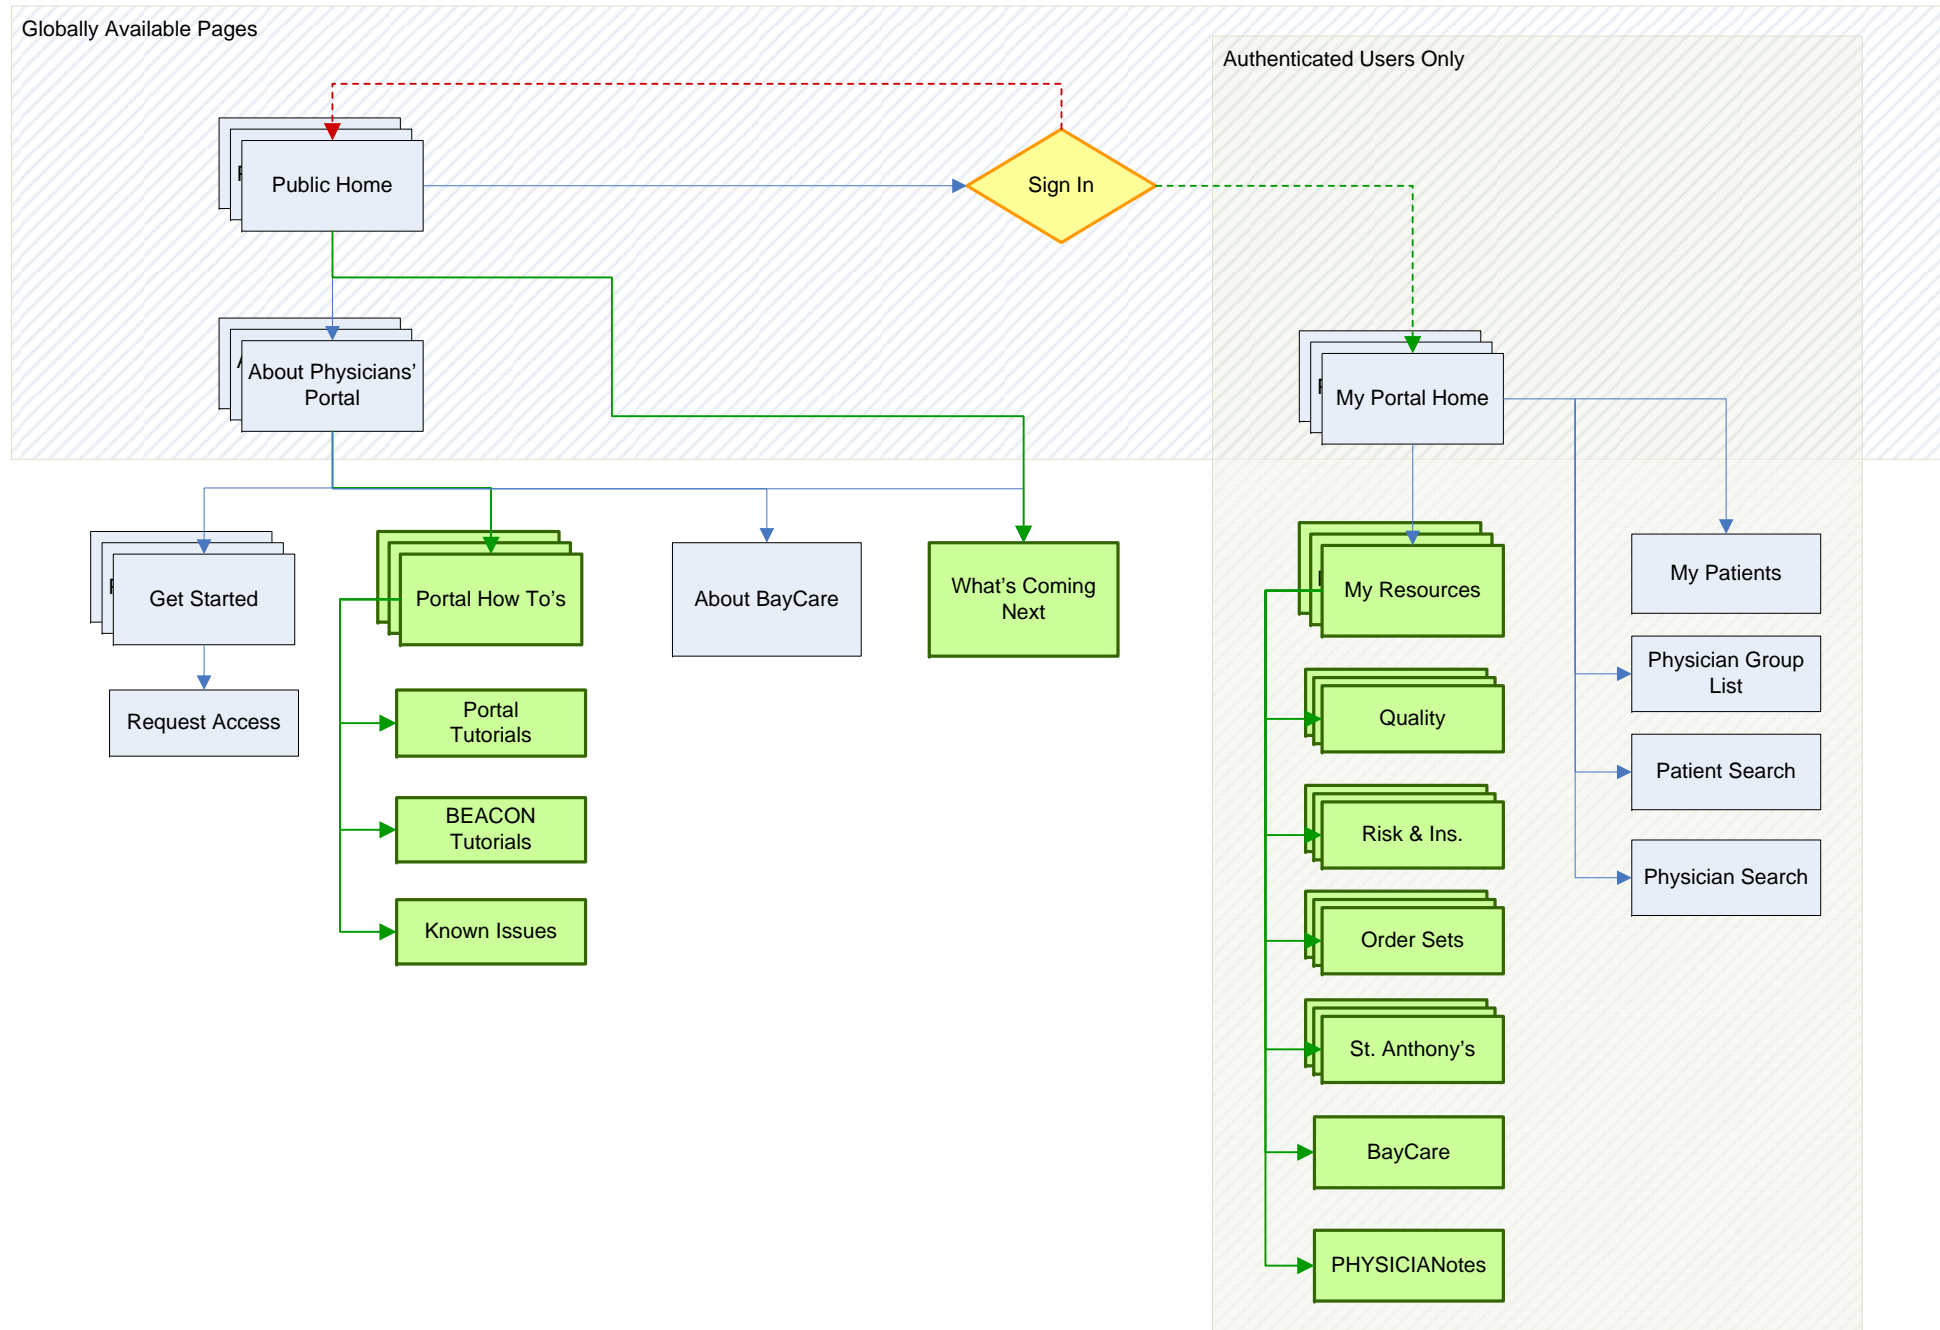 Globally Available Pages
Authenticated Users Only
Public Home
Sign In
About Physicians’
Portal
My Portal Home
Get Started
Portal How To’s
About BayCare
What’s Coming
Next
My Resources
My Patients
Request Access
Portal
Tutorials
BEACON
Tutorials
Known Issues
Quality
Risk & Ins.
Order Sets
St. Anthony’s
BayCare
PHYSICIANotes
Physician Group
List
Patient Search
Physician Search